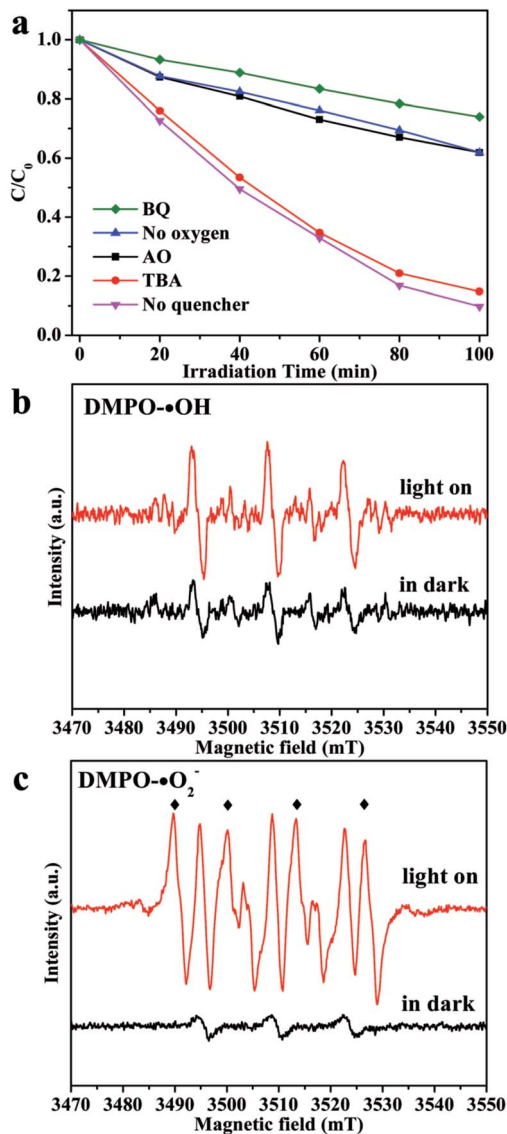 a
1.0
0.8
0.6
0.4
0.2
0.0
C/C₀
BQ
No oxygen
AO
TBA
No quencher
0 20 40 60 80 100
Irradiation Time (min)
b
DMPO-•OH
light on
in dark
Intensity (a.u.)
3470 3480 3490 3500 3510 3520 3530 3540 3550
Magnetic field (mT)
c
DMPO-•O₂⁻
light on
in dark
Intensity (a.u.)
3470 3480 3490 3500 3510 3520 3530 3540 3550
Magnetic field (mT)